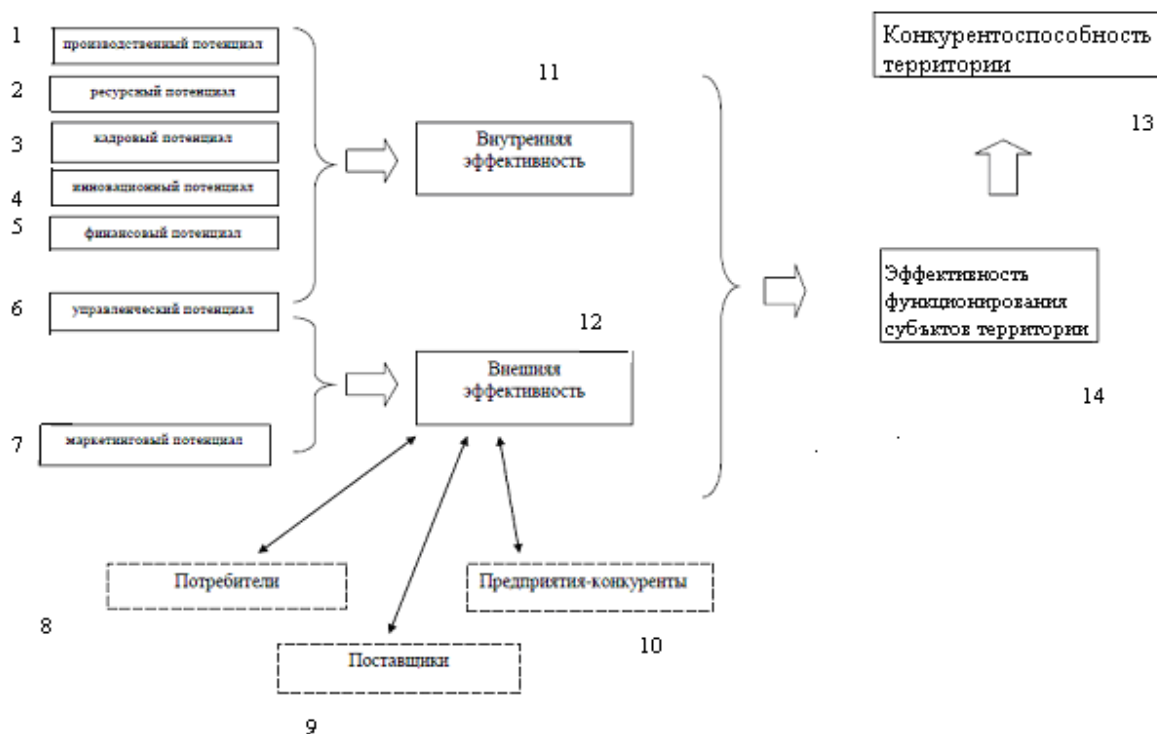 1
производственный потенциал
2
ресурсный потенциал
3
кадровый потенциал
4
инновационный потенциал
5
финансовый потенциал
6
управленческий потенциал
7
маркетинговый потенциал
11
Внутренняя
эффективность
12
Внешняя
эффективность
Потребители
8
Поставщики
9
Предприятия-конкуренты
10
Конкурентоспособность
территории
13
Эффективность
функционирования
субъктов территории
14